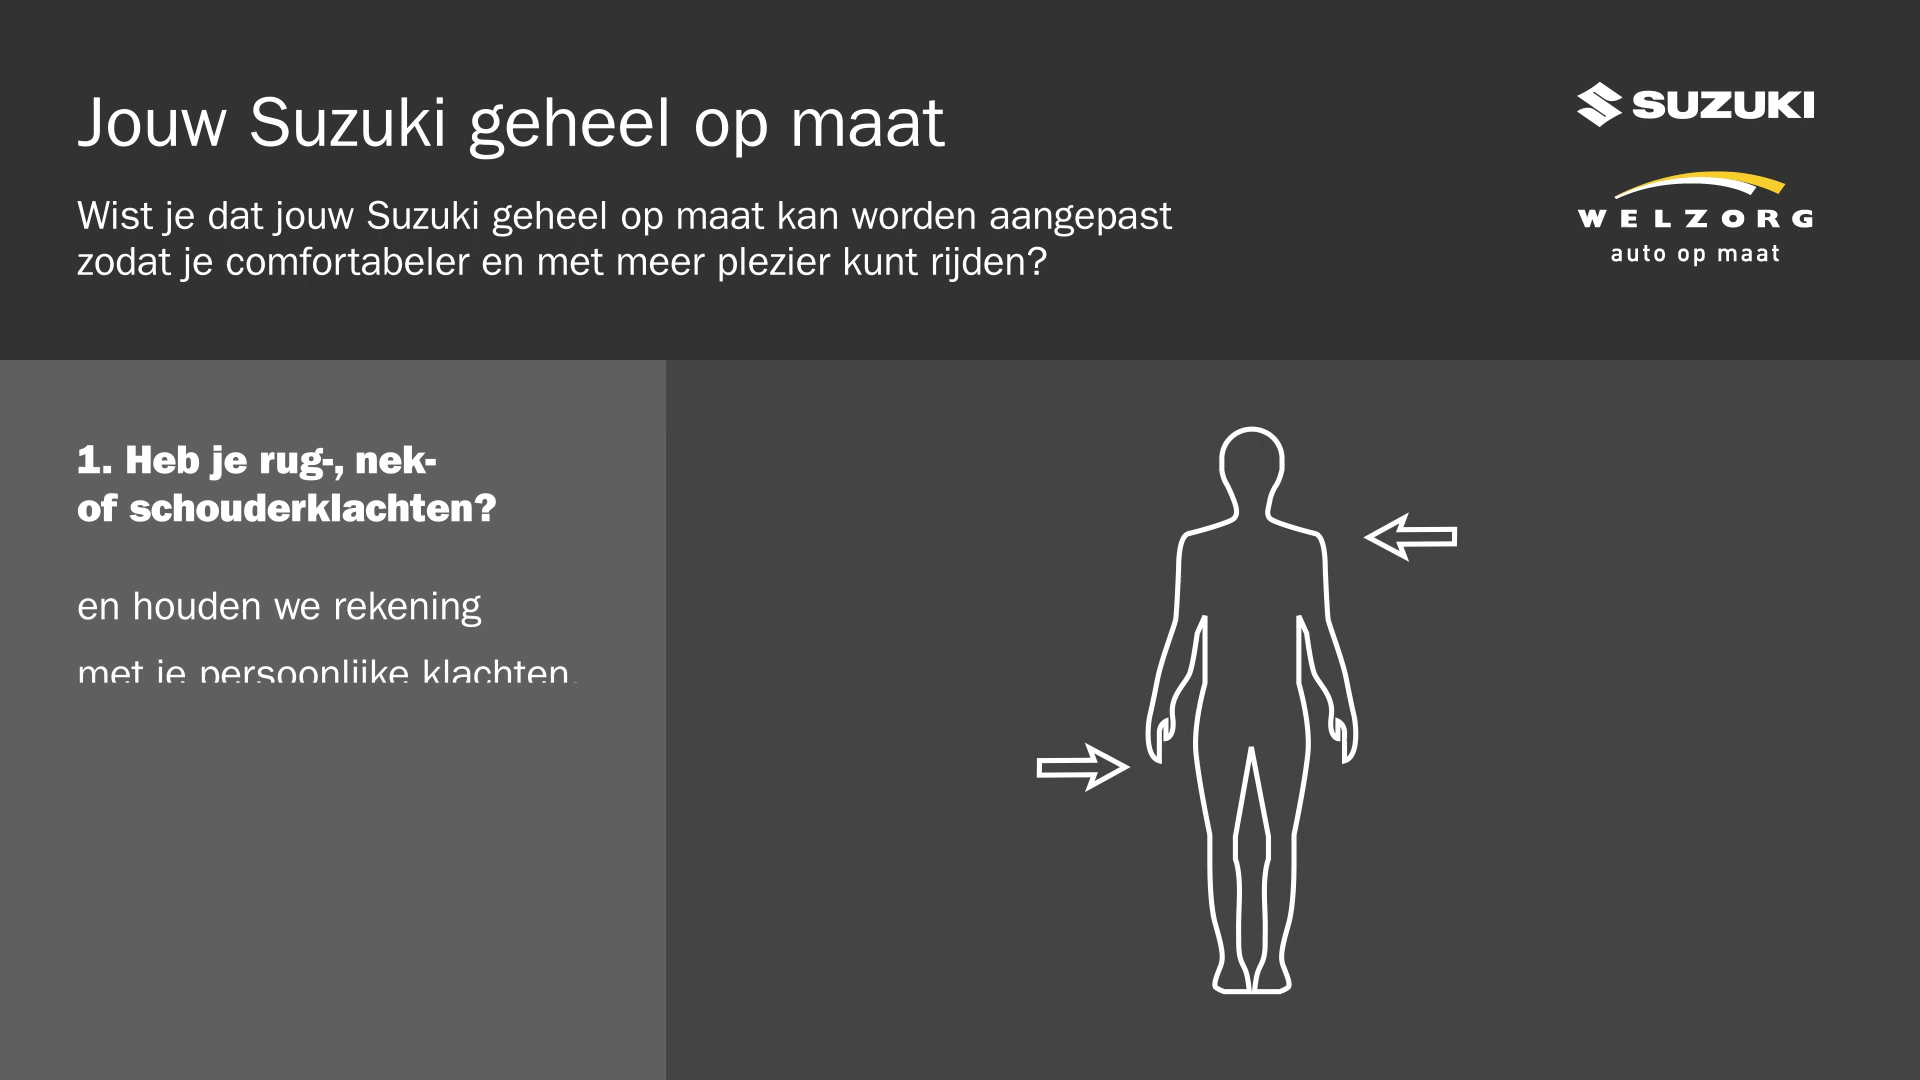 Jouw Suzuki geheel op maat
Wist je dat jouw Suzuki geheel op maat kan worden aangepast
zodat je comfortabeler en met meer plezier kunt rijden?
SUZUKI
WELZORG
auto op maat
1. Heb je rug-, nek-
of schouderklachten?
en houden we rekening
met je persoonlijke klachten.